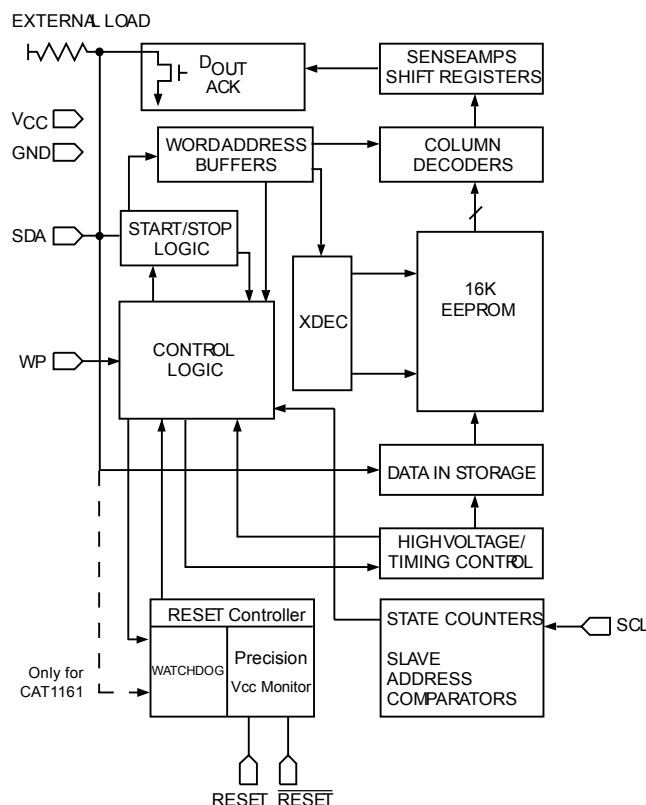 EXTERNAL LOAD
DOUT
ACK
SENSEAMPS
SHIFT REGISTERS
VCC
GND
WORDADDRESS
BUFFERS
COLUMN
DECODERS
SDA
START/STOP
LOGIC
XDEC
16K
EEPROM
WP
CONTROL
LOGIC
DATA IN STORAGE
HIGHVOLTAGE/
TIMING CONTROL
RESET Controller
WATCHDOG
Precision
Vcc Monitor
STATE COUNTERS
SLAVE
ADDRESS
COMPARATORS
SCL
Only for
CAT1161
RESET
RESET